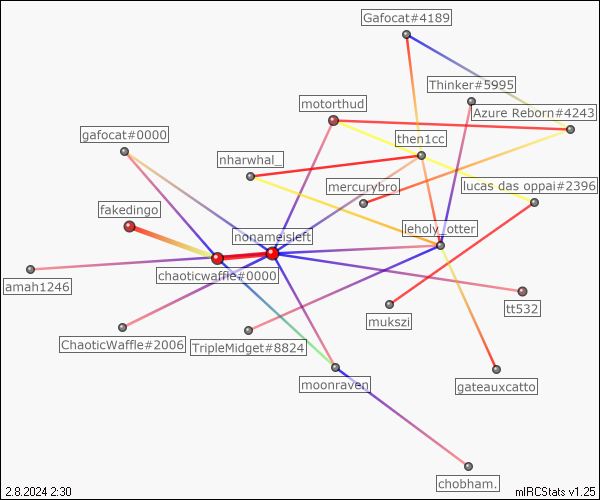 Gafocat#4189
Thinker#5995
motorthud
Azure Reborn#4243
gafocat#0000
then1cc
nharwhal_
mercurybro
lucas das oppai#2396
fakedingo
leholy_otter
nonameisleft
chaoticwaffle#0000
amah1246
tt532
mukszi
ChaoticWaffle#2006
TripleMidget#8824
moonraven
gateauxcatto
chobham.
2.8.2024 2:30
mIRCStats v1.25